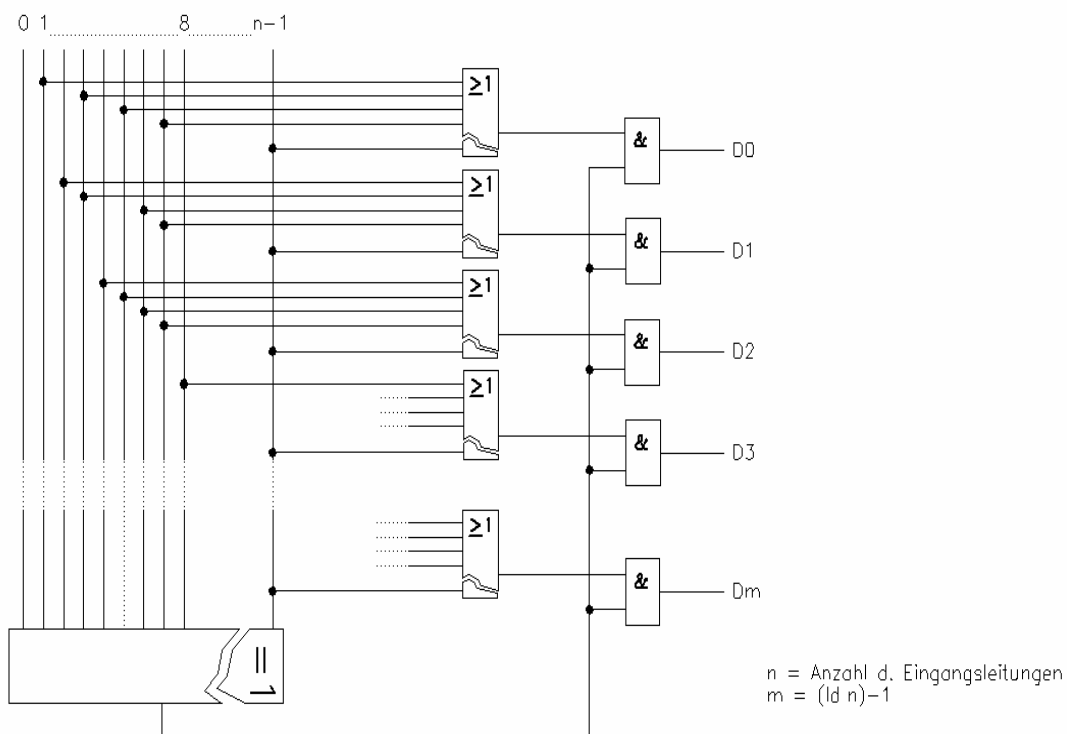 0 1 8 n-1
≥1
&
D0
≥1
&
D1
≥1
&
D2
≥1
&
D3
≥1
&
Dm
=1
n = Anzahl d. Eingangsleitungen
m = (ld n)-1